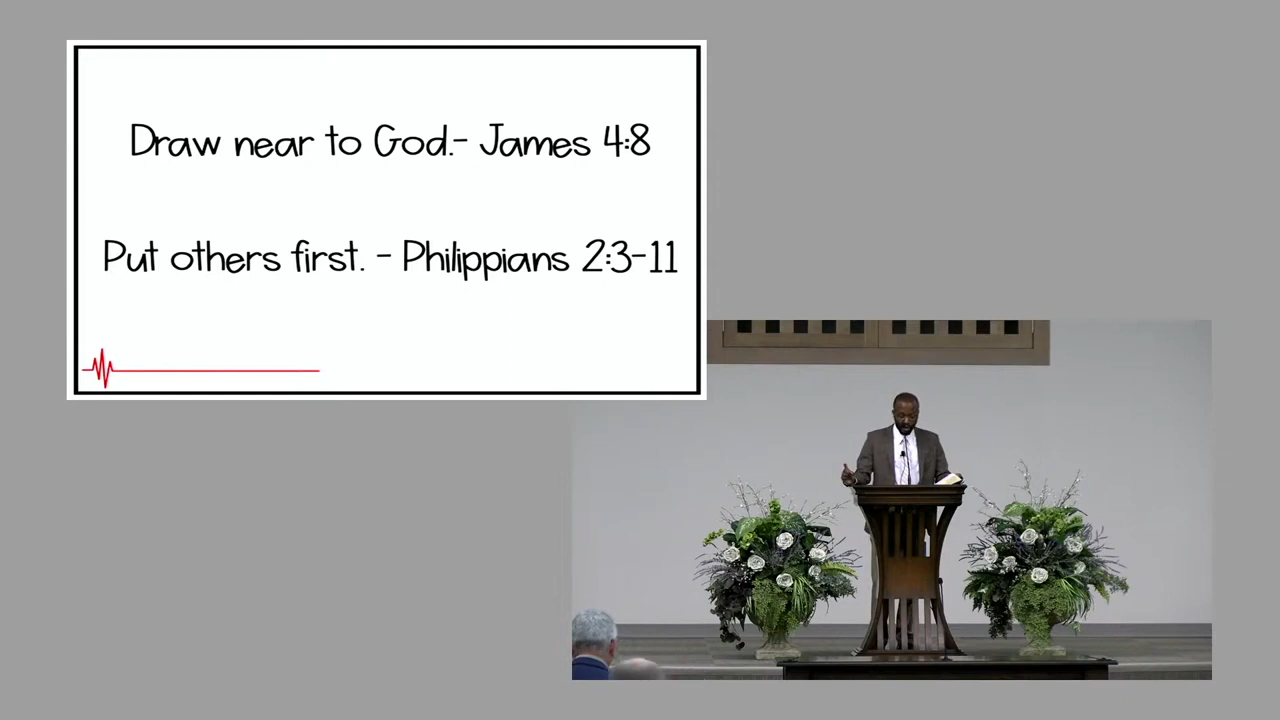 Draw near to God.- James 4:8
Put others first. - Philippians 2:3-11